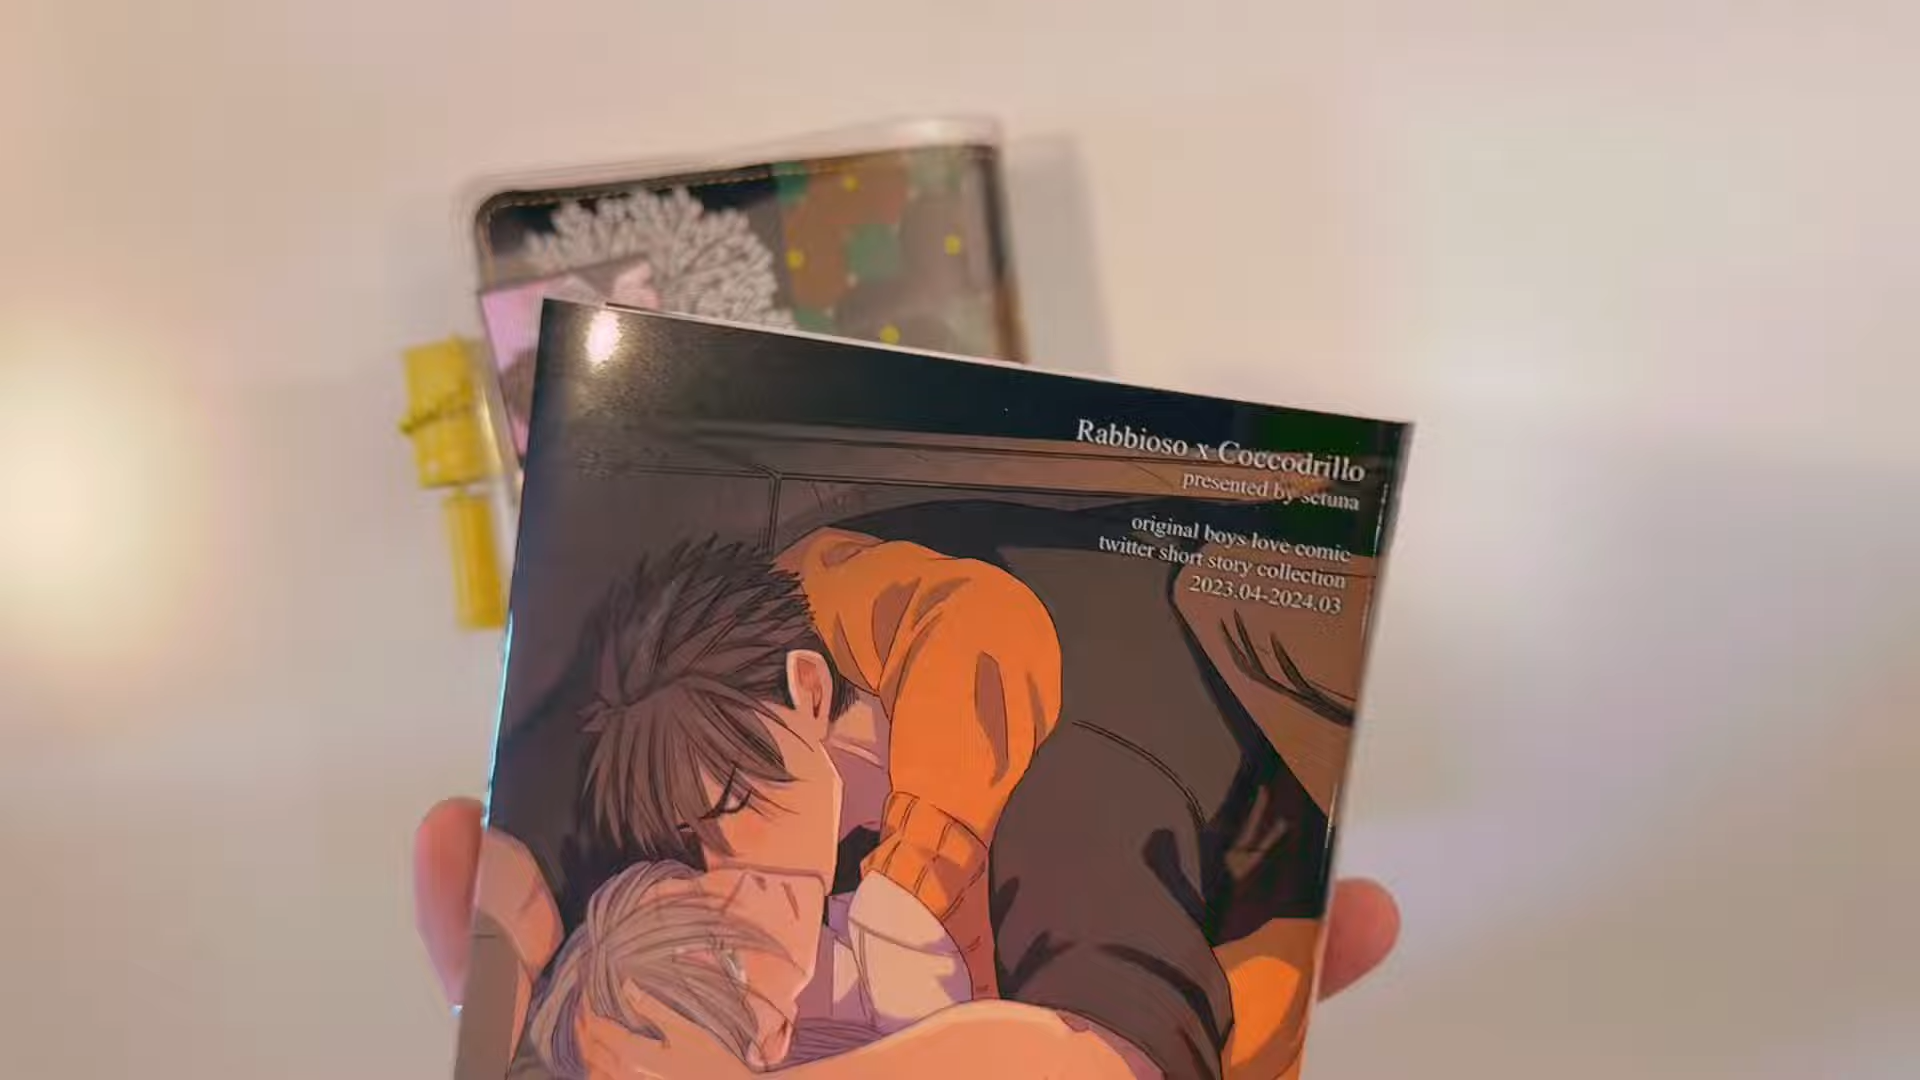 Rabbioso x Coccodrillo
presented by setuna
original boys love comic
twitter short story collection
2023.04-2024.03